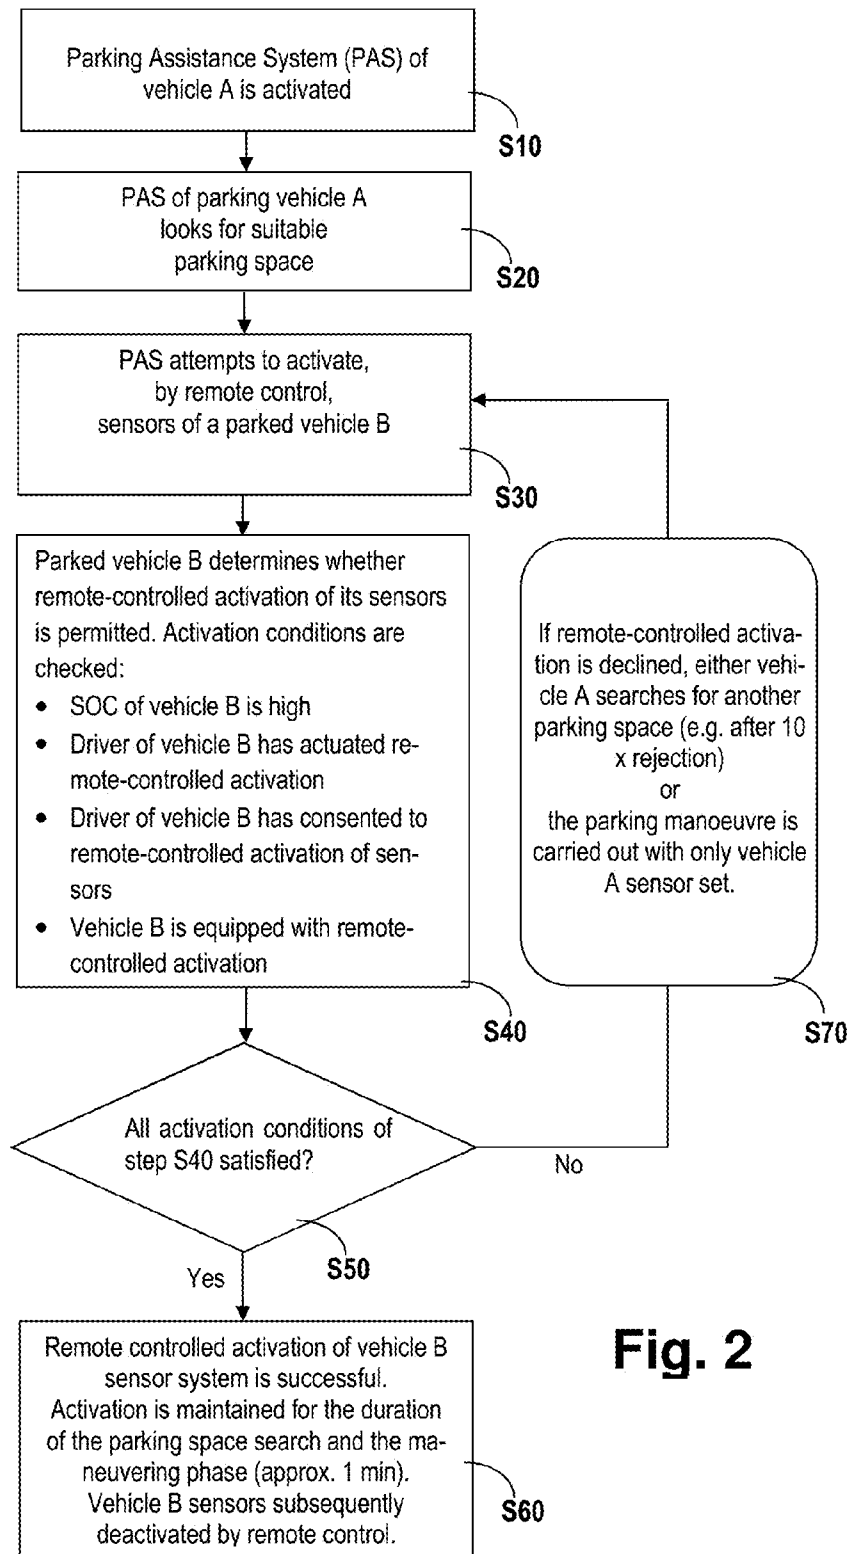 Parking Assistance System (PAS) of
vehicle A is activated
S10
PAS of parking vehicle A
looks for suitable
parking space
S20
PAS attempts to activate,
by remote control,
sensors of a parked vehicle B
S30
Parked vehicle B determines whether
remote-controlled activation of its sensors
is permitted. Activation conditions are
checked:
• SOC of vehicle B is high
• Driver of vehicle B has actuated re-
mote-controlled activation
• Driver of vehicle B has consented to
remote-controlled activation of sen-
sors
• Vehicle B is equipped with remote-
controlled activation
S40
If remote-controlled activa-
tion is declined, either vehi-
cle A searches for another
parking space (e.g. after 10
x rejection)
or
the parking manoeuvre is
carried out with only vehicle
A sensor set.
S70
All activation conditions of
step S40 satisfied?
No
S50
Yes
Remote controlled activation of vehicle B
sensor system is successful.
Activation is maintained for the duration
of the parking space search and the ma-
neuvering phase (approx. 1 min).
Vehicle B sensors subsequently
deactivated by remote control.
S60
Fig. 2